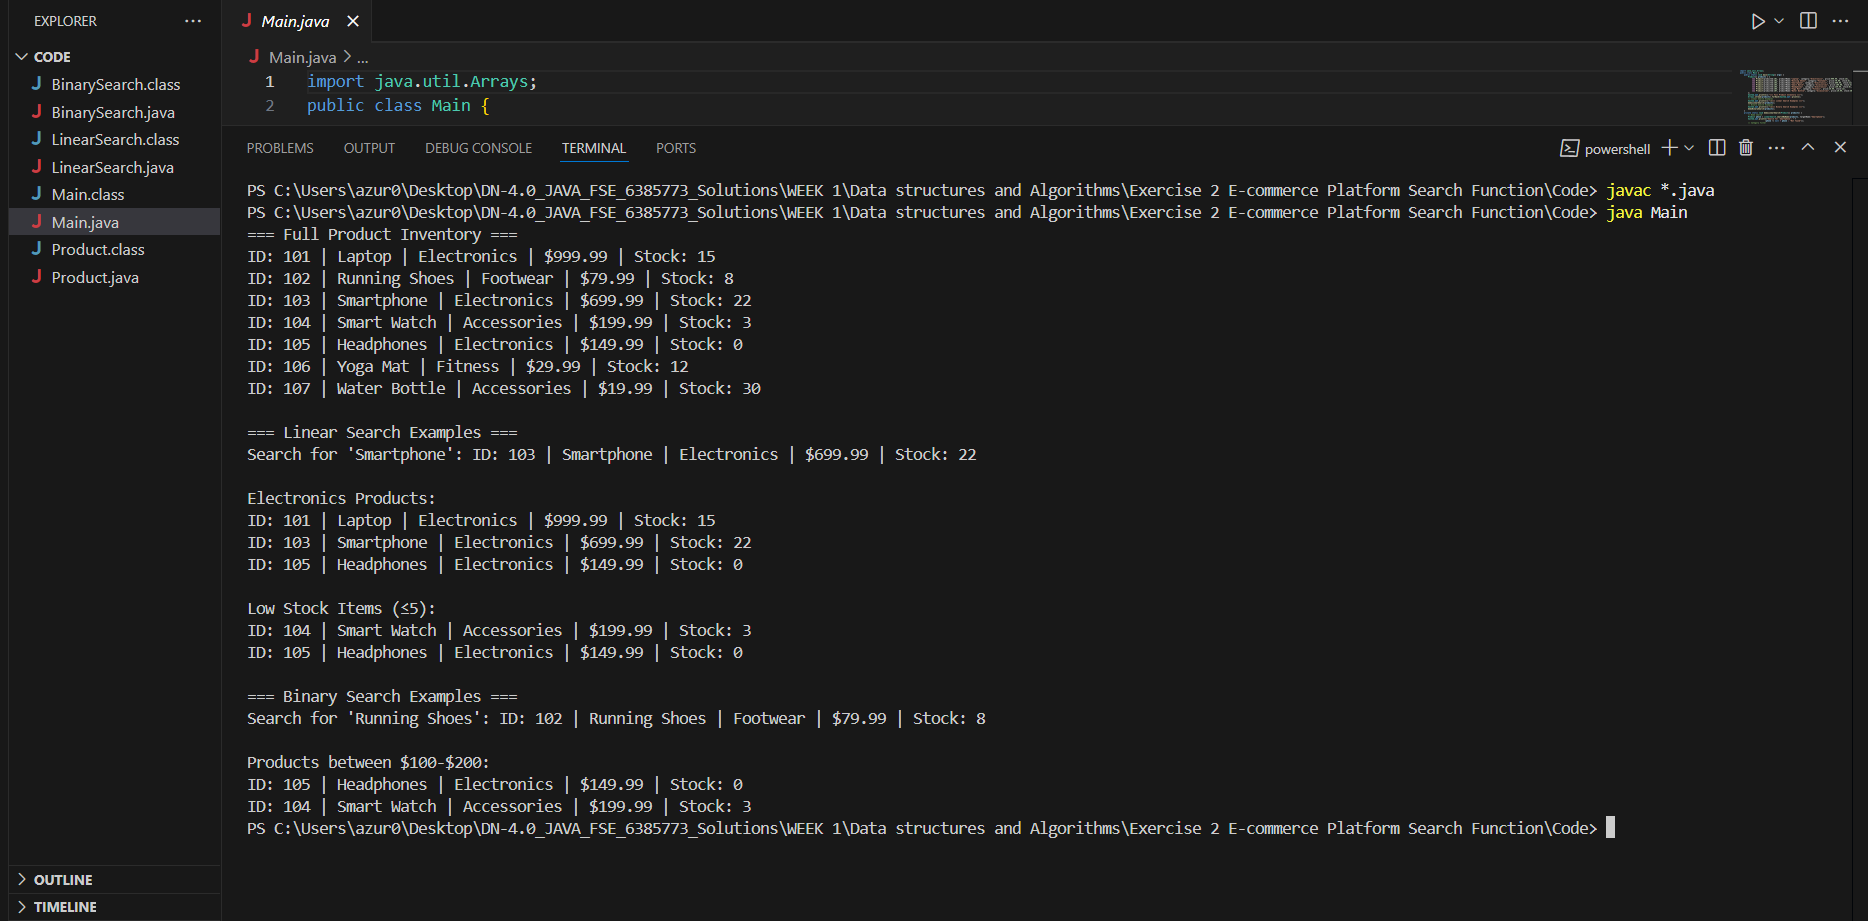 EXPLORER
CODE
BinarySearch.class
BinarySearch.java
LinearSearch.class
LinearSearch.java
Main.class
Main.java
Product.class
Product.java
OUTLINE
TIMELINE
Main.java
Main.java > ...
1 import java.util.Arrays;
2 public class Main {
PROBLEMS OUTPUT DEBUG CONSOLE TERMINAL PORTS
powershell
PS C:\Users\azur0\Desktop\DN-4.0_JAVA_FSE_6385773_Solutions\WEEK 1\Data structures and Algorithms\Exercise 2 E-commerce Platform Search Function\Code> javac *.java
PS C:\Users\azur0\Desktop\DN-4.0_JAVA_FSE_6385773_Solutions\WEEK 1\Data structures and Algorithms\Exercise 2 E-commerce Platform Search Function\Code> java Main
=== Full Product Inventory ===
ID: 101 | Laptop | Electronics | $999.99 | Stock: 15
ID: 102 | Running Shoes | Footwear | $79.99 | Stock: 8
ID: 103 | Smartphone | Electronics | $699.99 | Stock: 22
ID: 104 | Smart Watch | Accessories | $199.99 | Stock: 3
ID: 105 | Headphones | Electronics | $149.99 | Stock: 0
ID: 106 | Yoga Mat | Fitness | $29.99 | Stock: 12
ID: 107 | Water Bottle | Accessories | $19.99 | Stock: 30
=== Linear Search Examples ===
Search for 'Smartphone': ID: 103 | Smartphone | Electronics | $699.99 | Stock: 22
Electronics Products:
ID: 101 | Laptop | Electronics | $999.99 | Stock: 15
ID: 103 | Smartphone | Electronics | $699.99 | Stock: 22
ID: 105 | Headphones | Electronics | $149.99 | Stock: 0
Low Stock Items (≤5):
ID: 104 | Smart Watch | Accessories | $199.99 | Stock: 3
ID: 105 | Headphones | Electronics | $149.99 | Stock: 0
=== Binary Search Examples ===
Search for 'Running Shoes': ID: 102 | Running Shoes | Footwear | $79.99 | Stock: 8
Products between $100-$200:
ID: 105 | Headphones | Electronics | $149.99 | Stock: 0
ID: 104 | Smart Watch | Accessories | $199.99 | Stock: 3
PS C:\Users\azur0\Desktop\DN-4.0_JAVA_FSE_6385773_Solutions\WEEK 1\Data structures and Algorithms\Exercise 2 E-commerce Platform Search Function\Code>